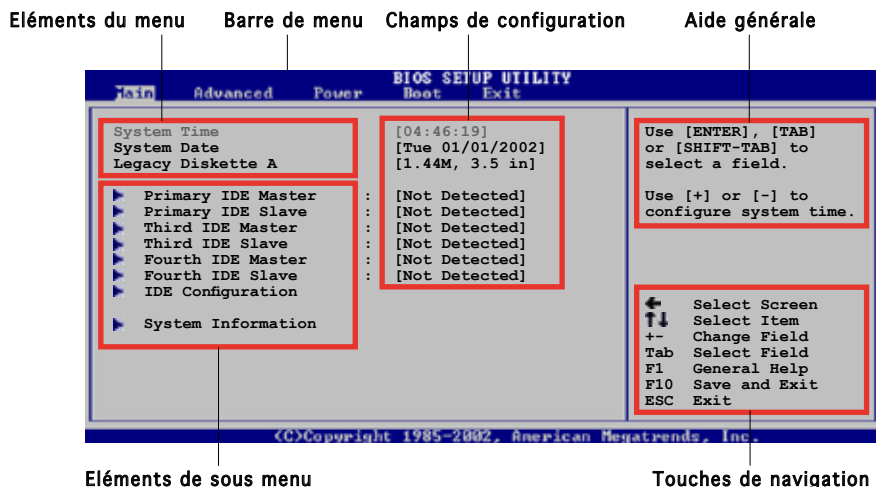 Eléments du menu Barre de menu Champs de configuration Aide générale
BIOS SETUP UTILITY
Main Advanced Power Boot Exit
System Time [04:46:19]
System Date [Tue 01/01/2002]
Legacy Diskette A [1.44M, 3.5 in]
Primary IDE Master : [Not Detected]
Primary IDE Slave : [Not Detected]
Third IDE Master : [Not Detected]
Third IDE Slave : [Not Detected]
Fourth IDE Master : [Not Detected]
Fourth IDE Slave : [Not Detected]
IDE Configuration
System Information
Use [ENTER], [TAB]
or [SHIFT-TAB] to
select a field.
Use [+] or [-] to
configure system time.
← Select Screen
↑↓ Select Item
+- Change Field
Tab Select Field
F1 General Help
F10 Save and Exit
ESC Exit
(C)Copyright 1985-2002, American Megatrends, Inc.
Eléments de sous menu Touches de navigation